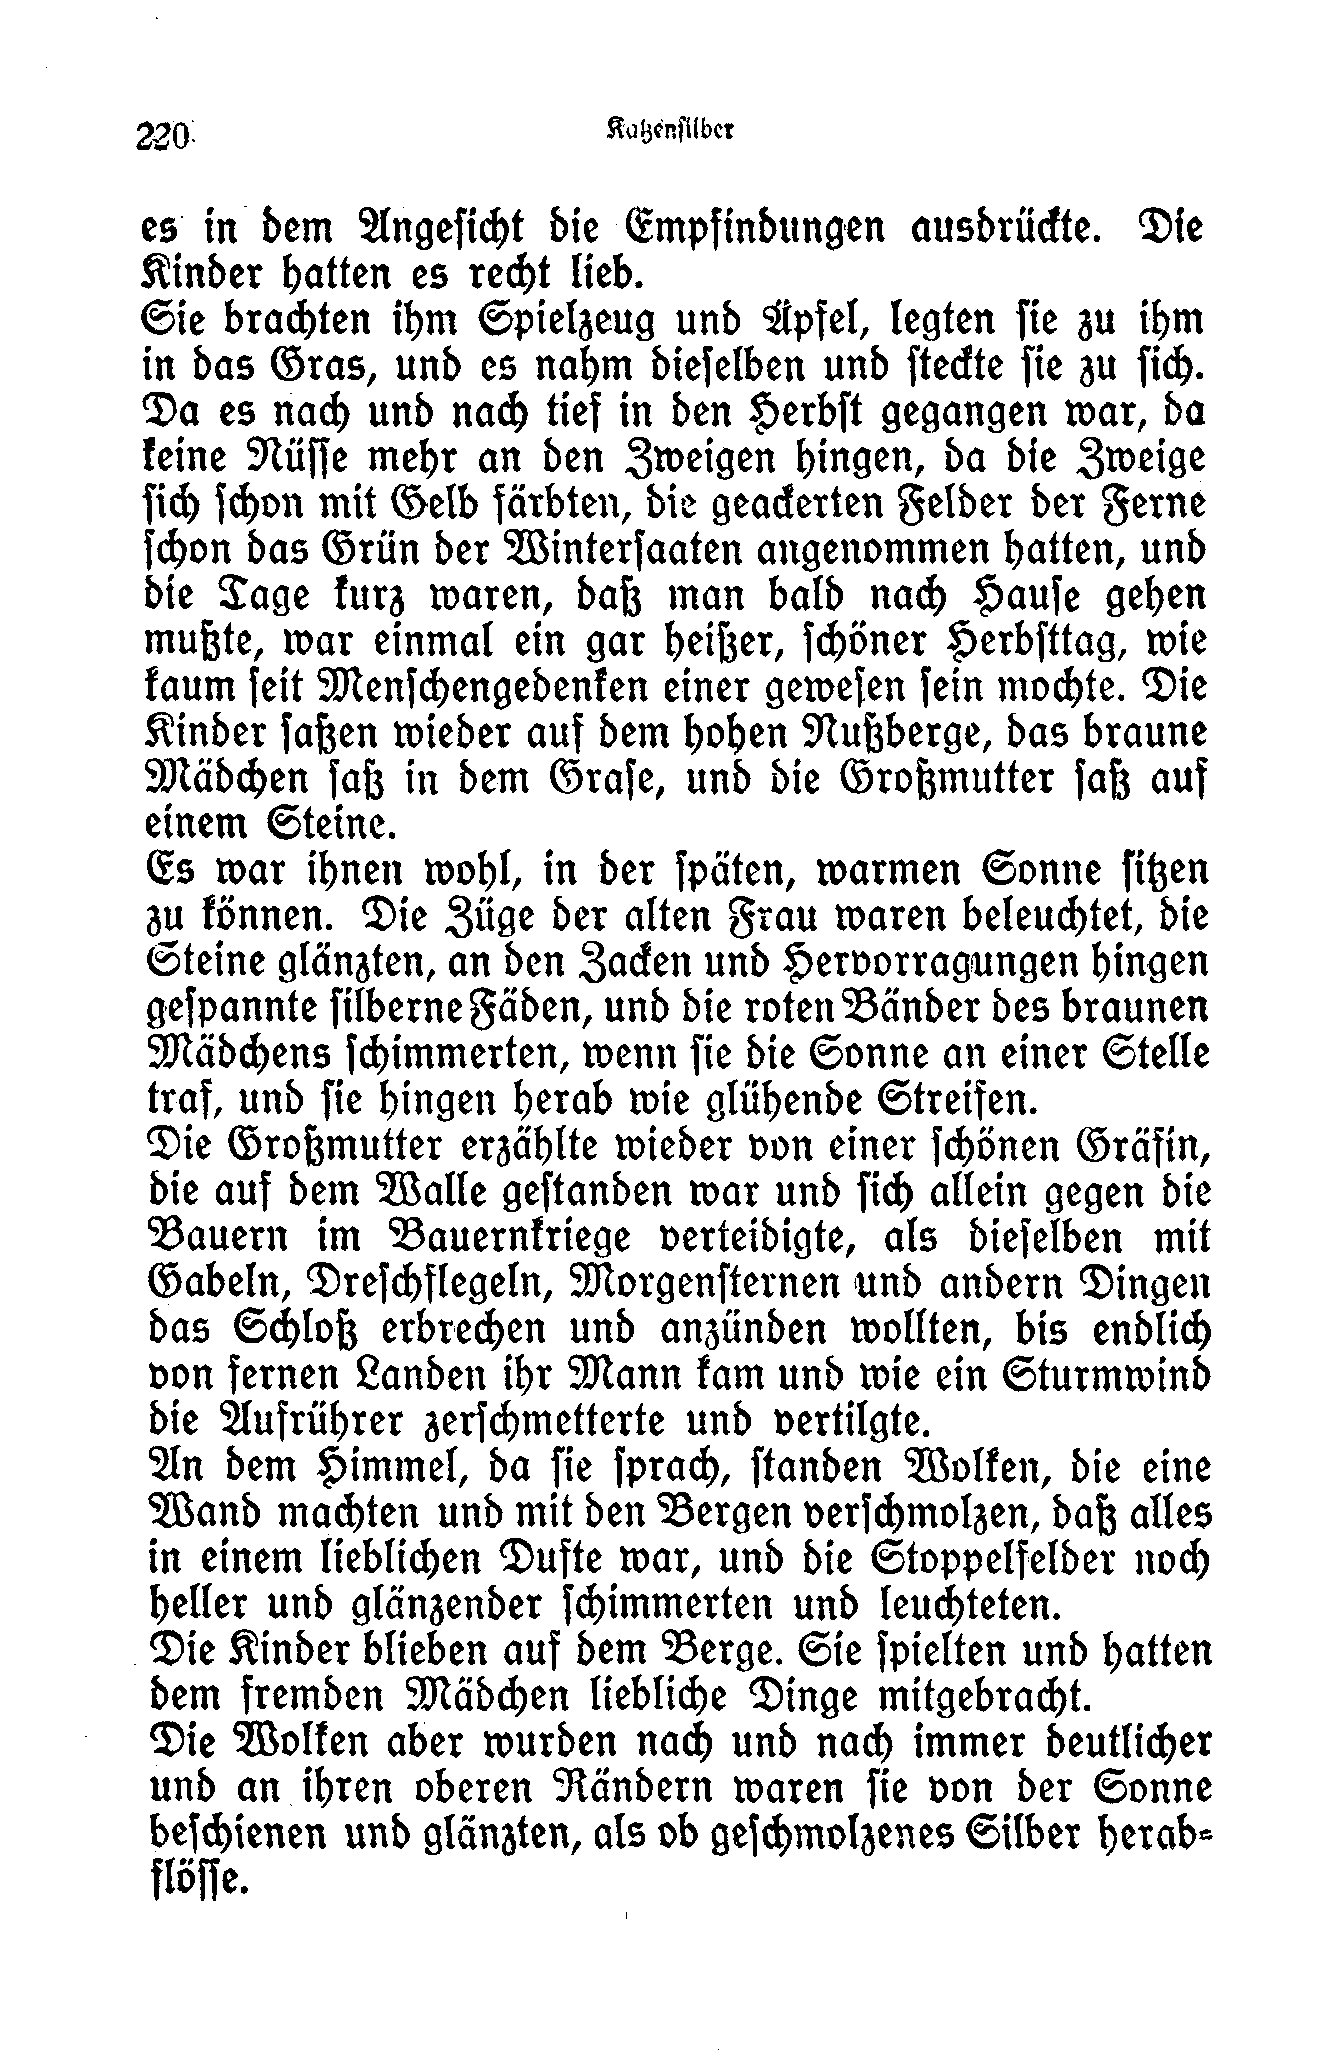 220
Katzensilber
es in dem Angesicht die Empfindungen ausdrückte. Die
Kinder hatten es recht lieb.
Sie brachten ihm Spielzeug und Äpfel, legten sie zu ihm
in das Gras, und es nahm dieselben und steckte sie zu sich.
Da es nach und nach tief in den Herbst gegangen war, da
keine Nüsse mehr an den Zweigen hingen, da die Zweige
sich schon mit Gelb färbten, die geackerten Felder der Ferne
schon das Grün der Wintersaaten angenommen hatten, und
die Tage kurz waren, daß man bald nach Hause gehen
mußte, war einmal ein gar heißer, schöner Herbsttag, wie
kaum seit Menschengedenken einer gewesen sein mochte. Die
Kinder saßen wieder auf dem hohen Nußberge, das braune
Mädchen saß in dem Grase, und die Großmutter saß auf
einem Steine.
Es war ihnen wohl, in der späten, warmen Sonne sitzen
zu können. Die Züge der alten Frau waren beleuchtet, die
Steine glänzten, an den Zacken und Hervorragungen hingen
gespannte silberne Fäden, und die roten Bänder des braunen
Mädchens schimmerten, wenn sie die Sonne an einer Stelle
traf, und sie hingen herab wie glühende Streifen.
Die Großmutter erzählte wieder von einer schönen Gräfin,
die auf dem Walle gestanden war und sich allein gegen die
Bauern im Bauernkriege verteidigte, als dieselben mit
Gabeln, Dreschflegeln, Morgensternen und andern Dingen
das Schloß erbrechen und anzünden wollten, bis endlich
von fernen Landen ihr Mann kam und wie ein Sturmwind
die Aufrührer zerschmetterte und vertilgte.
An dem Himmel, da sie sprach, standen Wolken, die eine
Wand machten und mit den Bergen verschmolzen, daß alles
in einem lieblichen Dufte war, und die Stoppelfelder noch
heller und glänzender schimmerten und leuchteten.
Die Kinder blieben auf dem Berge. Sie spielten und hatten
dem fremden Mädchen liebliche Dinge mitgebracht.
Die Wolken aber wurden nach und nach immer deutlicher
und an ihren oberen Rändern waren sie von der Sonne
beschienen und glänzten, als ob geschmolzenes Silber herab-
flösse.